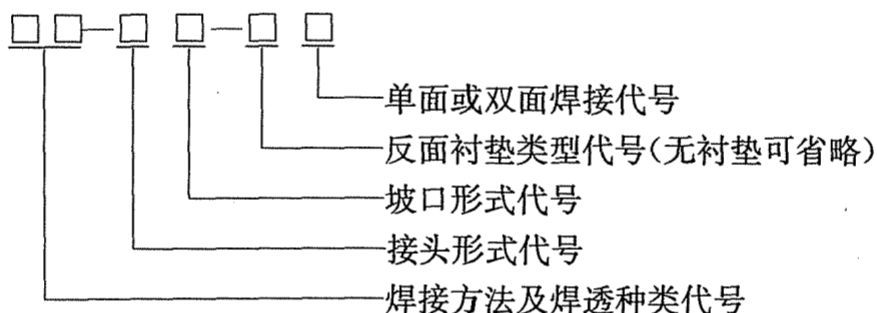 □□—□□—□□
单面或双面焊接代号
反面衬垫类型代号(无衬垫可省略)
坡口形式代号
接头形式代号
焊接方法及焊透种类代号